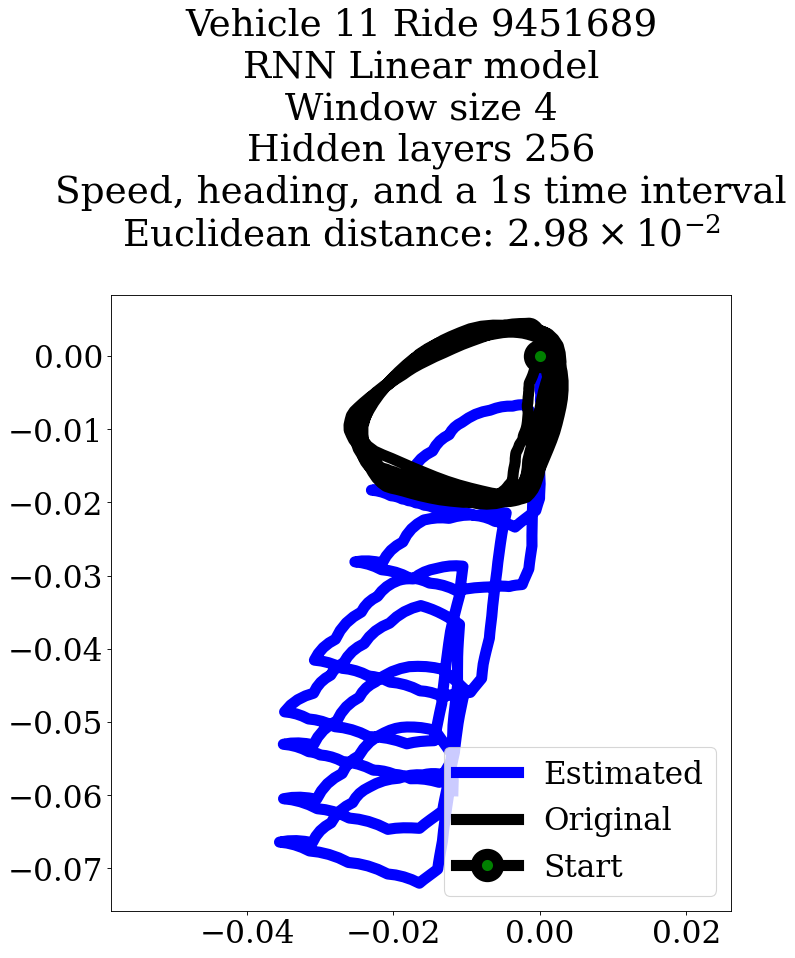 Vehicle 11 Ride 9451689
RNN Linear model
Window size 4
Hidden layers 256
Speed, heading, and a 1s time interval
Euclidean distance: 2.98 × 10⁻²
0.00
−0.01
−0.02
−0.03
−0.04
−0.05
−0.06
−0.07
Estimated
Original
Start
−0.04 −0.02 0.00 0.02